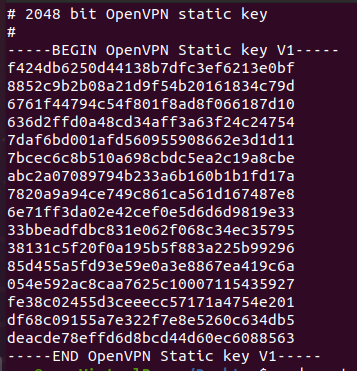 # 2048 bit OpenVPN static key
#
-----BEGIN OpenVPN Static key V1-----
f424db6250d44138b7dfc3ef6213e0bf
8852c9b2b08a21d9f54b20161834c79d
6761f44794c54f801f8ad8f066187d10
636d2ffd0a48cd34aff3a63f24c24754
7daf6bd001afd560955908662e3d1d11
7bcec6c8b510a698cbdc5ea2c19a8cbe
abc2a07089794b233a6b160b1b1fd17a
7820a9a94ce749c861ca561d167487e8
6e71ff3da02e42cef0e5d6d6d9819e33
33bbeadfdbc831e062f068c34ec35795
38131c5f20f0a195b5f883a225b99296
85d455a5fd93e59e0a3e8867ea419c6a
054e592ac8caa7625c10007115435927
fe38c02455d3ceeecc57171a4754e201
df68c09155a7e322f7e8e5260c634db5
deacde78effd6d8bcd44d60ec6088563
-----END OpenVPN Static key V1-----